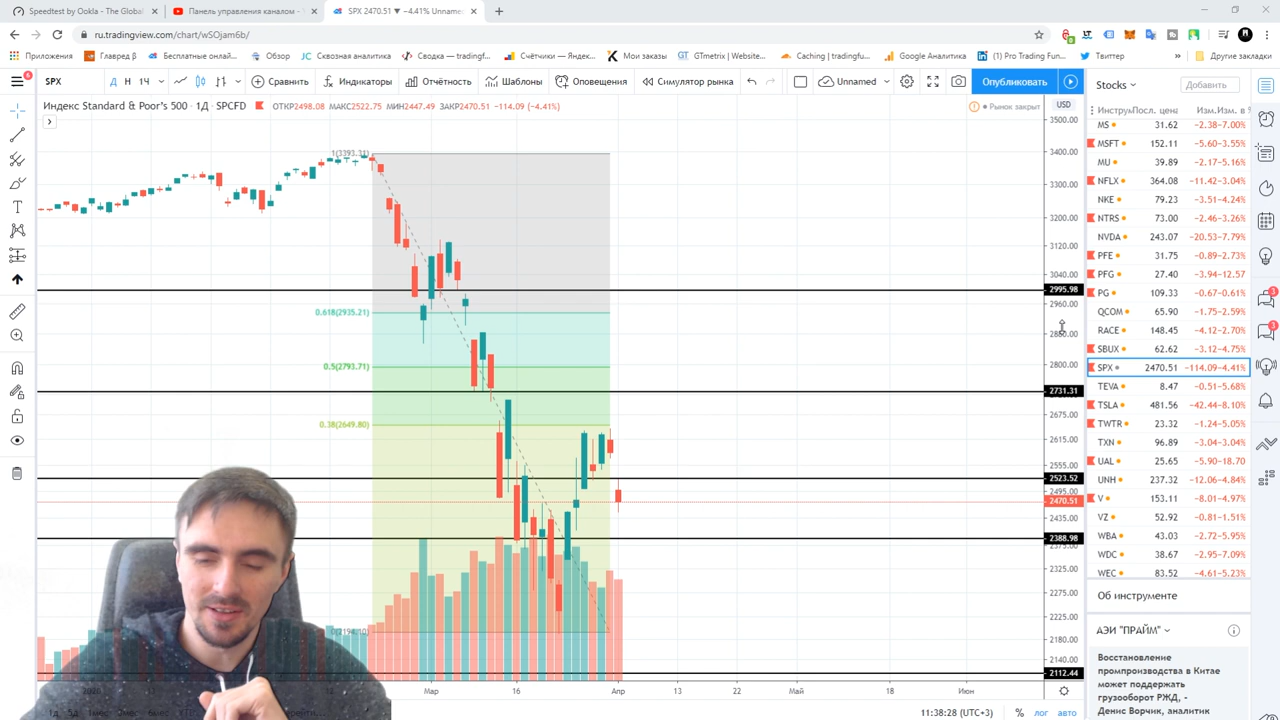 Speedtest by Ookla - The Global
Панель управления каналом -
SPX 2470.51 ▼ −4.41% Unnamed
ru.tradingview.com/chart/wSOjam6b/
Приложения
Главред β
Бесплатные онлай...
Обзор
Сквозная аналитика
Сводка — tradingf...
Счётчики — Яндек...
Мои заказы
GTmetrix | Website...
Caching | tradingfu...
Google Аналитика
(1) Pro Trading Fun...
Твиттер
»
Другие закладки
SPX
Д Н 1Ч
Сравнить
Индикаторы
Отчётность
Шаблоны
Оповещения
Симулятор рынка
Unnamed
Опубликовать
Индекс Standard & Poor's 500 • 1Д • SPCFD
ОТКР2498.08 МАКС2522.75 МИН2447.49 ЗАКР2470.51 −114.09 (−4.41%)
Рынок закрыт
USD
3500.00
3400.00
3300.00
3200.00
3120.00
3040.00
2995.98
2960.00
2880.00
2800.00
2731.31
2675.00
2615.00
2555.00
2523.52
2495.00
2470.51
2435.00
2388.98
2375.00
2325.00
2275.00
2225.00
2180.00
2140.00
2112.44
1(3393.31)
0.618(2935.21)
0.5(2793.71)
0.38(2649.80)
0(2194.10)
2020
Мар
16
Апр
13
22
Май
18
Июн
11:38:28 (UTC+3)
%
лог
авто
Stocks
Добавить
Инструм
Посл. цена
Изм.
Изм. в %
MS 31.62 −2.38 −7.00%
MSFT 152.11 −5.60 −3.55%
MU 39.89 −2.17 −5.16%
NFLX 364.08 −11.42 −3.04%
NKE 79.23 −3.51 −4.24%
NTRS 73.00 −2.46 −3.26%
NVDA 243.07 −20.53 −7.79%
PFE 31.75 −0.89 −2.73%
PFG 27.40 −3.94 −12.57
PG 109.33 −0.67 −0.61%
QCOM 65.90 −1.75 −2.59%
RACE 148.45 −4.12 −2.70%
SBUX 62.62 −3.12 −4.75%
SPX 2470.51 −114.09 −4.41%
TEVA 8.47 −0.51 −5.68%
TSLA 481.56 −42.44 −8.10%
TWTR 23.32 −1.24 −5.05%
TXN 96.89 −3.04 −3.04%
UAL 25.65 −5.90 −18.70
UNH 237.32 −12.06 −4.84%
V 153.11 −8.01 −4.97%
VZ 52.92 −0.81 −1.51%
WBA 43.03 −2.72 −5.95%
WDC 38.67 −2.95 −7.09%
WEC 83.52 −4.61 −5.23%
Об инструменте
АЭИ "ПРАЙМ"
Восстановление
промпроизводства в Китае
может поддержать
грузооборот РЖД, -
Денис Ворчик, аналитик